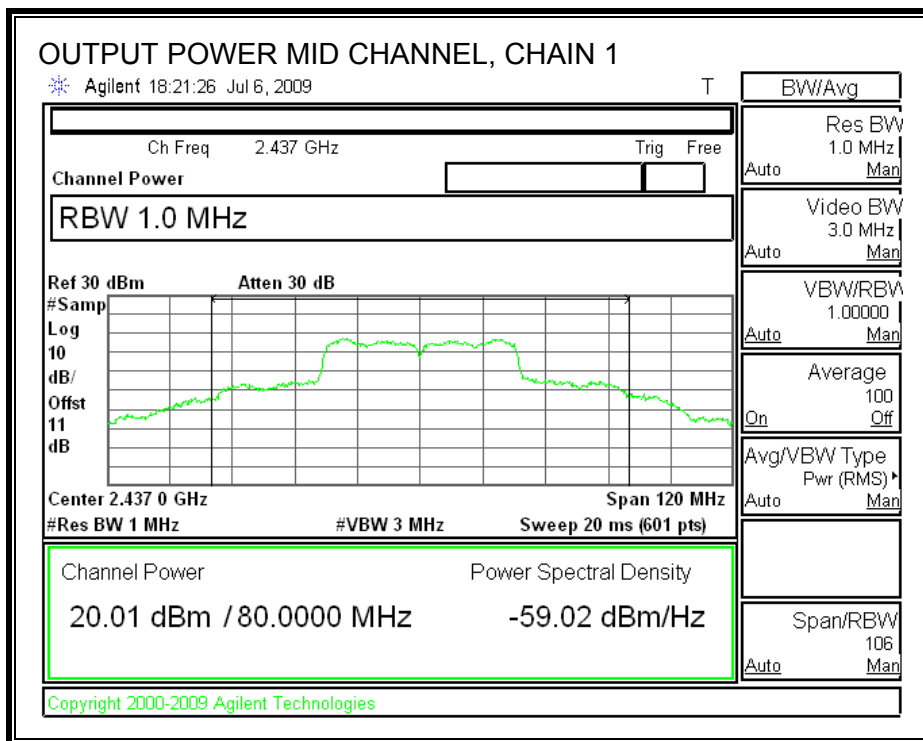 OUTPUT POWER MID CHANNEL, CHAIN 1
Agilent 18:21:26 Jul 6, 2009 T
Ch Freq 2.437 GHz Trig Free
Channel Power
RBW 1.0 MHz
Ref 30 dBm Atten 30 dB
#Samp
Log
10
dB/
Offst
11
dB
Center 2.437 0 GHz Span 120 MHz
#Res BW 1 MHz #VBW 3 MHz Sweep 20 ms (601 pts)
Channel Power Power Spectral Density
20.01 dBm / 80.0000 MHz -59.02 dBm/Hz
Copyright 2000-2009 Agilent Technologies
BW/Avg
Res BW
1.0 MHz
Auto Man
Video BW
3.0 MHz
Auto Man
VBW/RBW
1.00000
Auto Man
Average
100
On Off
Avg/VBW Type
Pwr (RMS)
Auto Man
Span/RBW
106
Auto Man